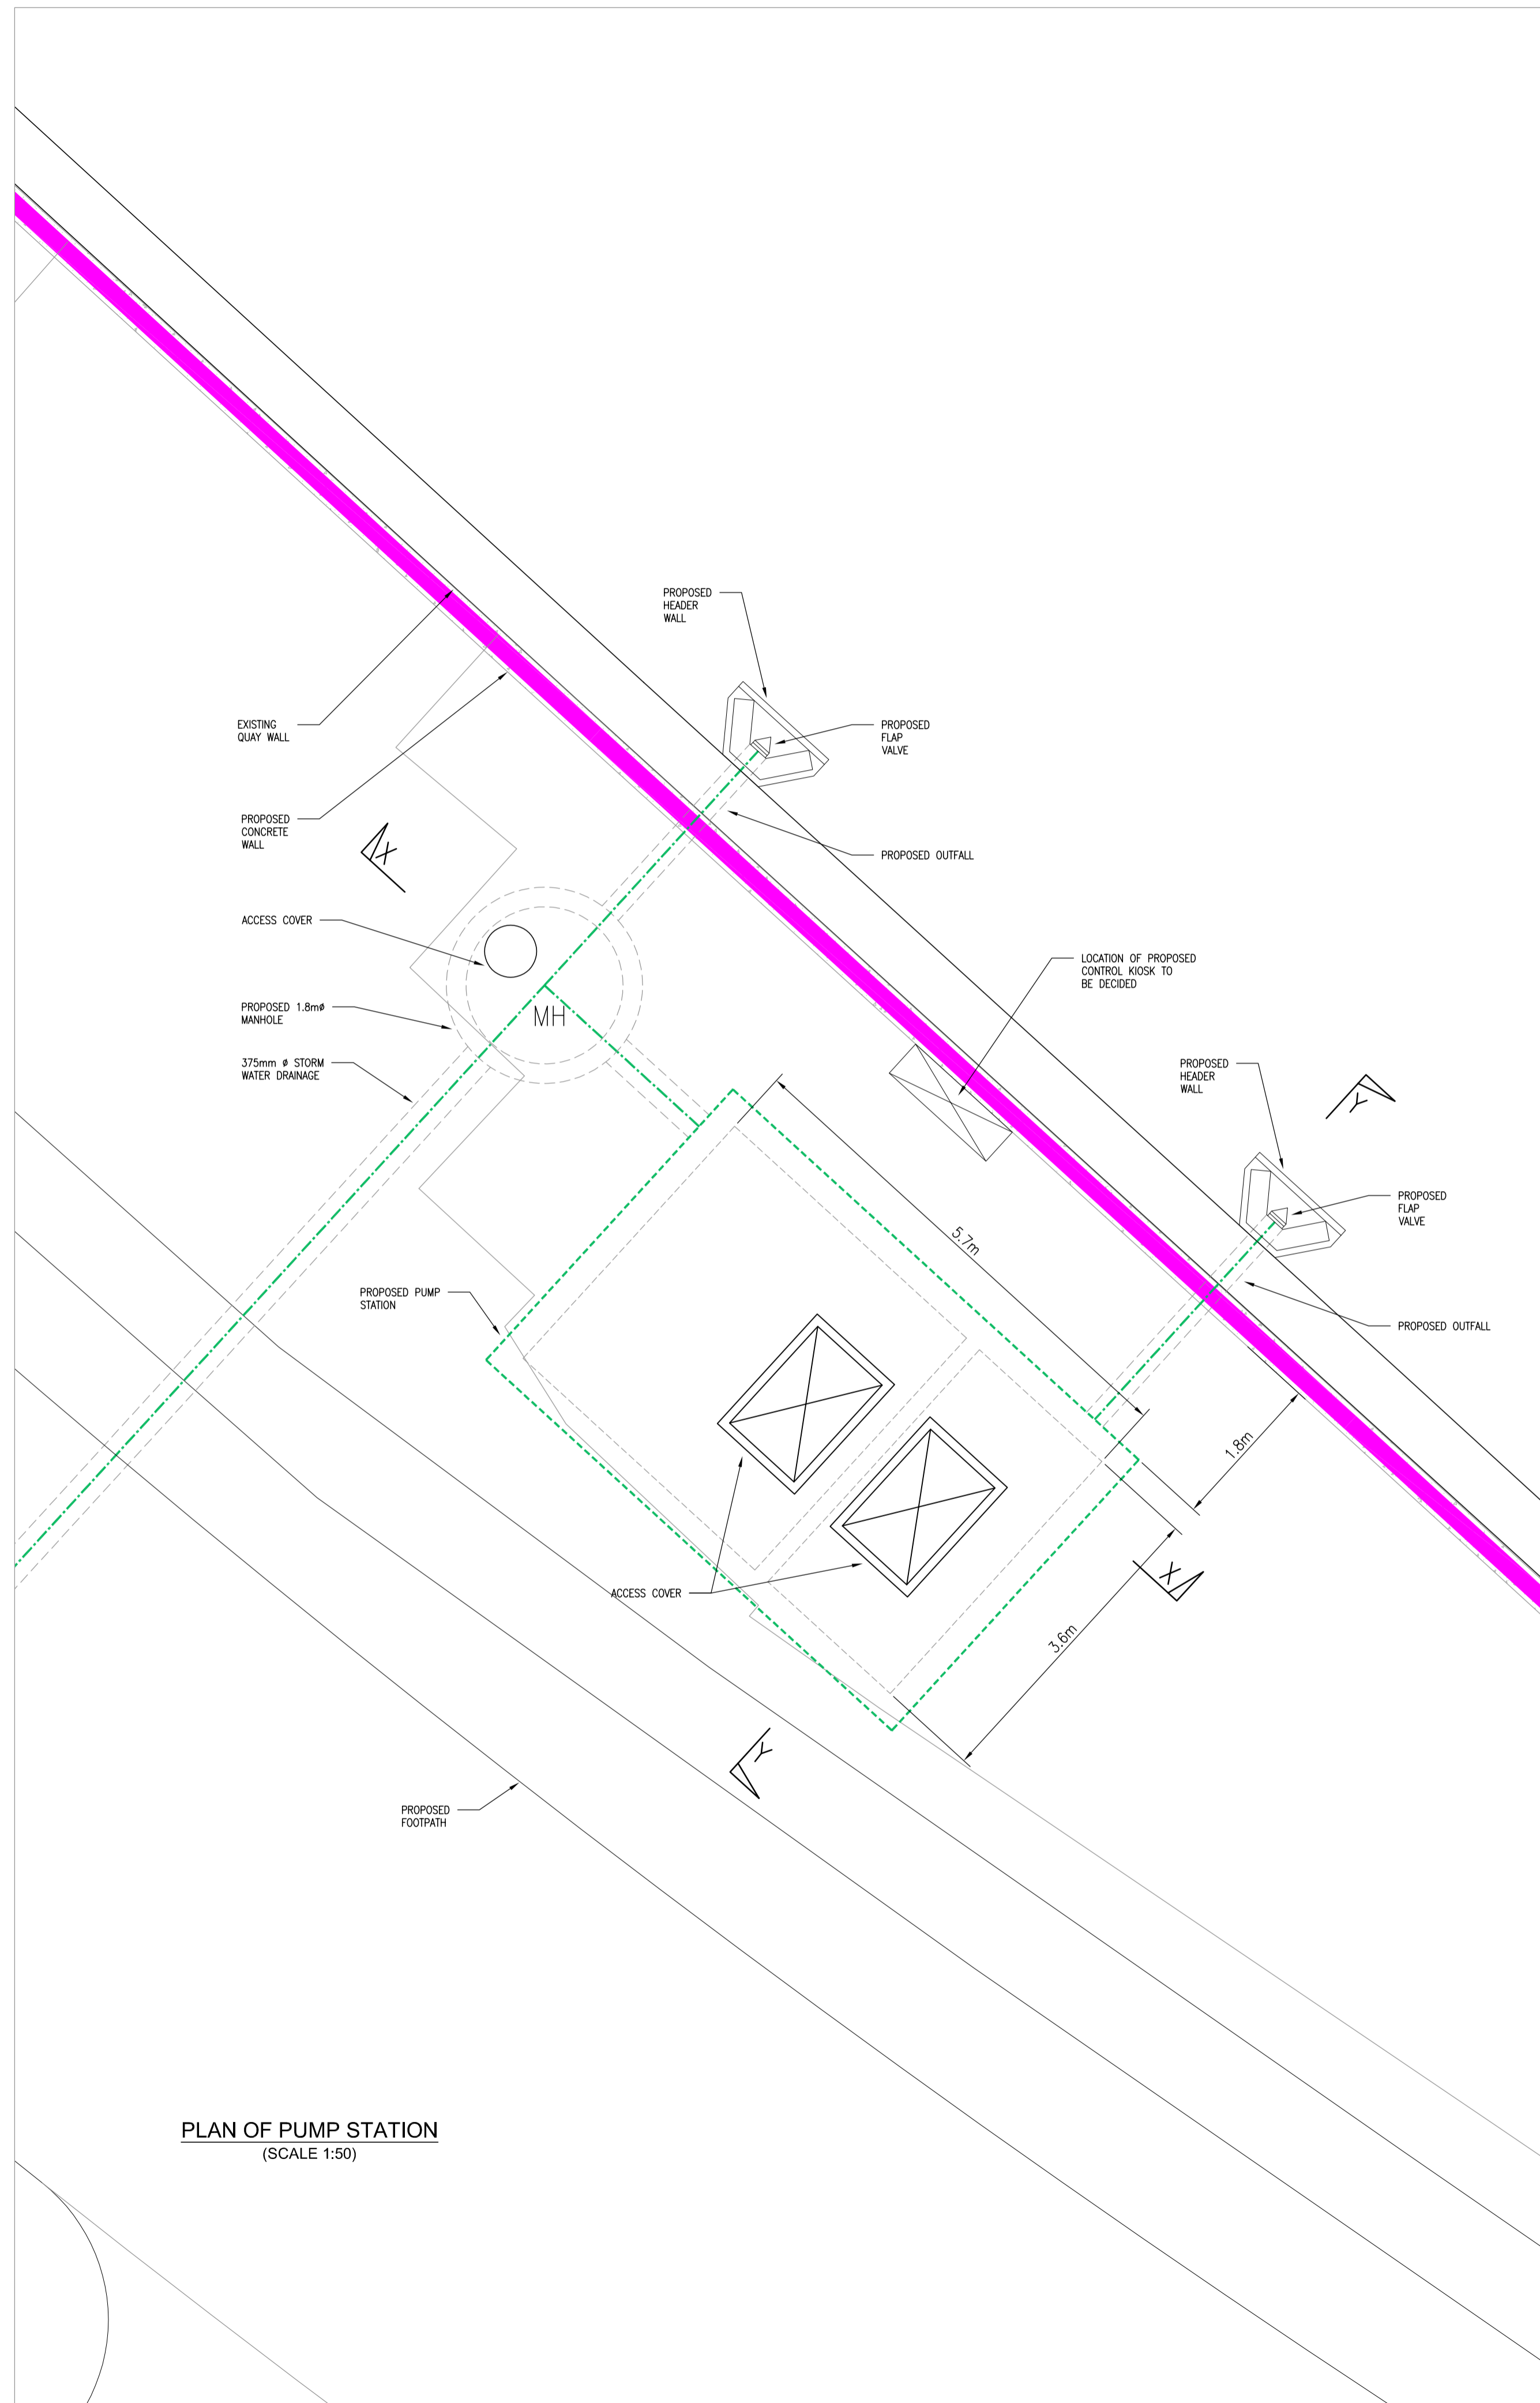 PROPOSED
HEADER
WALL
EXISTING
QUAY WALL
PROPOSED
FLAP
VALVE
PROPOSED
CONCRETE
WALL
X
PROPOSED OUTFALL
ACCESS COVER
LOCATION OF PROPOSED
CONTROL KIOSK TO
BE DECIDED
PROPOSED 1.8mø
MANHOLE
MH
375mm ø STORM
WATER DRAINAGE
PROPOSED
HEADER
WALL
Y
PROPOSED
FLAP
VALVE
5.7m
PROPOSED PUMP
STATION
PROPOSED OUTFALL
1.8m
X
ACCESS COVER
3.6m
Y
PROPOSED
FOOTPATH
PLAN OF PUMP STATION
(SCALE 1:50)